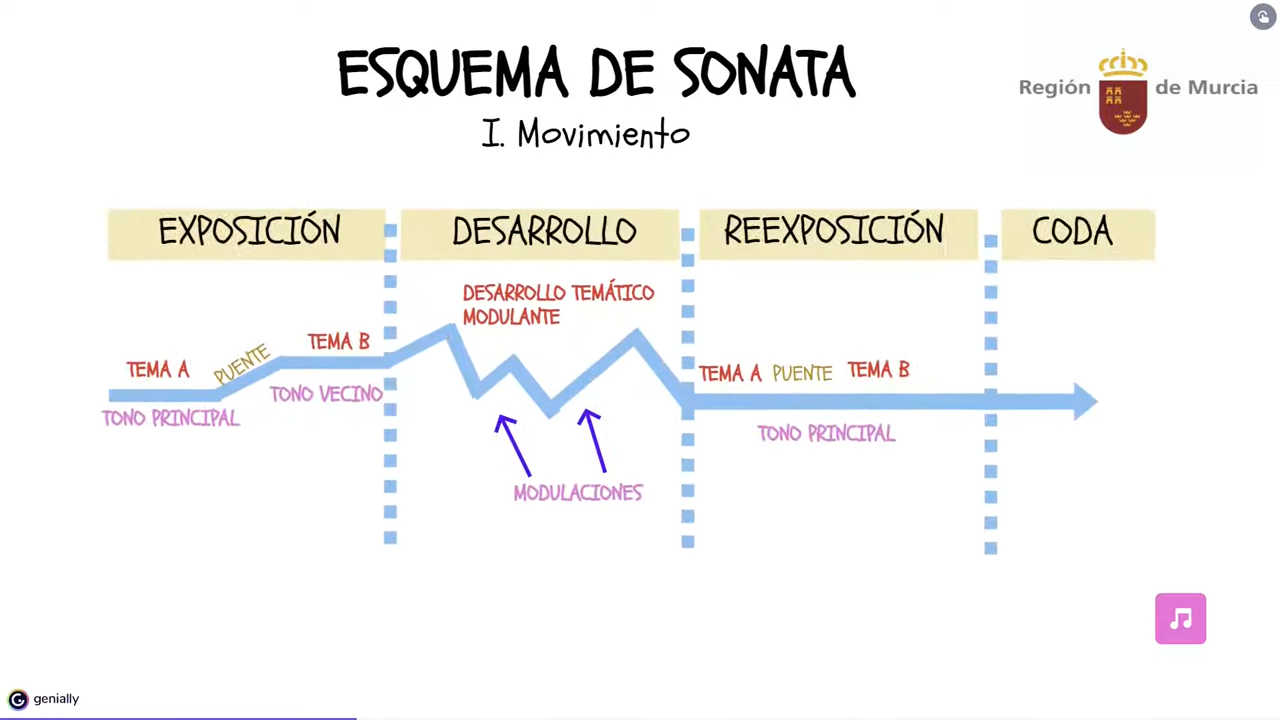 ESQUEMA DE SONATA
I. Movimiento
Región de Murcia
EXPOSICIÓN
DESARROLLO
REEXPOSICIÓN
CODA
DESARROLLO TEMÁTICO
MODULANTE
TEMA A
PUENTE
TEMA B
TONO PRINCIPAL
TONO VECINO
MODULACIONES
TEMA A PUENTE TEMA B
TONO PRINCIPAL
genially